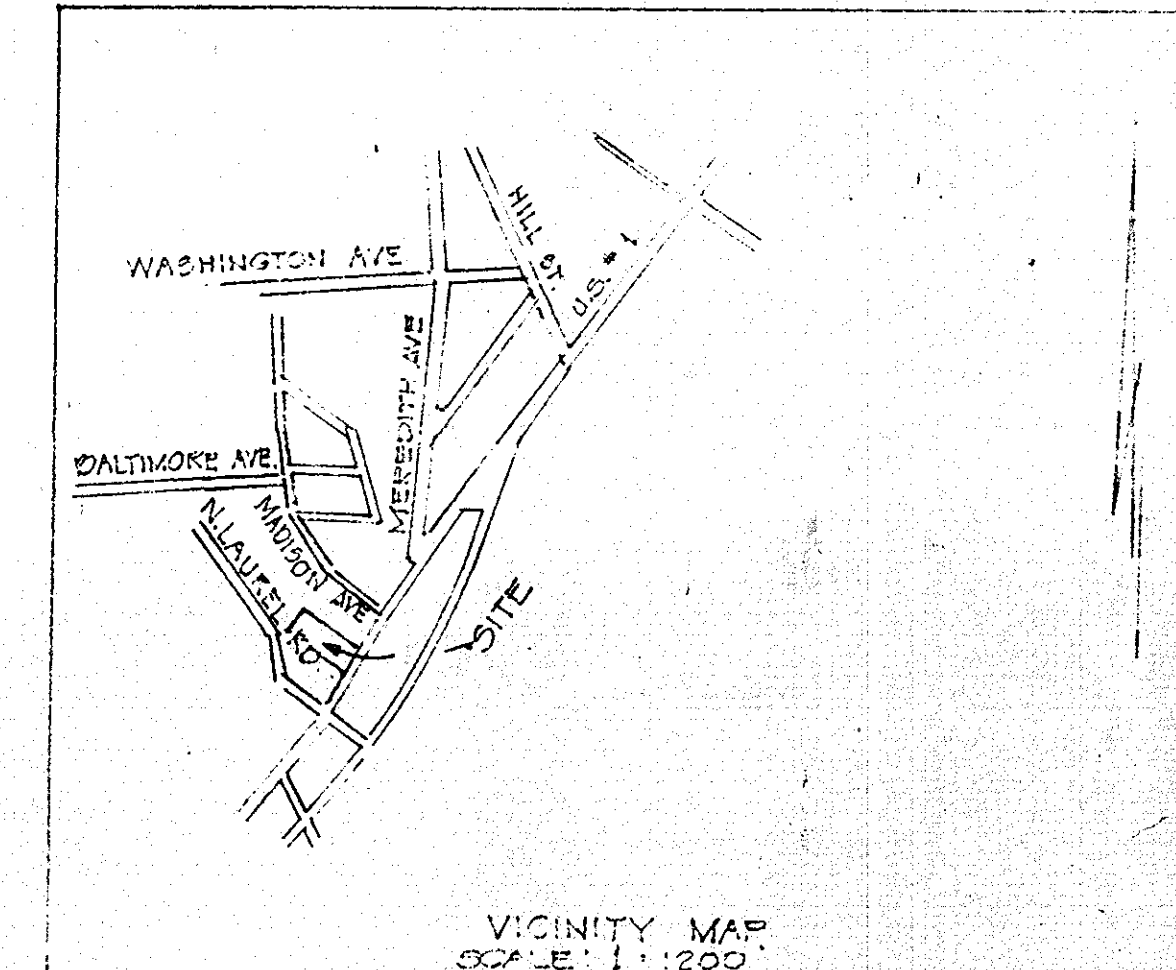 HILL ST.
U.S. # 1
WASHINGTON AVE
MEREDITH AVE
BALTIMORE AVE.
MADISON AVE
N. LAUREL RD.
SITE
VICINITY MAP
SCALE: 1 : 1200